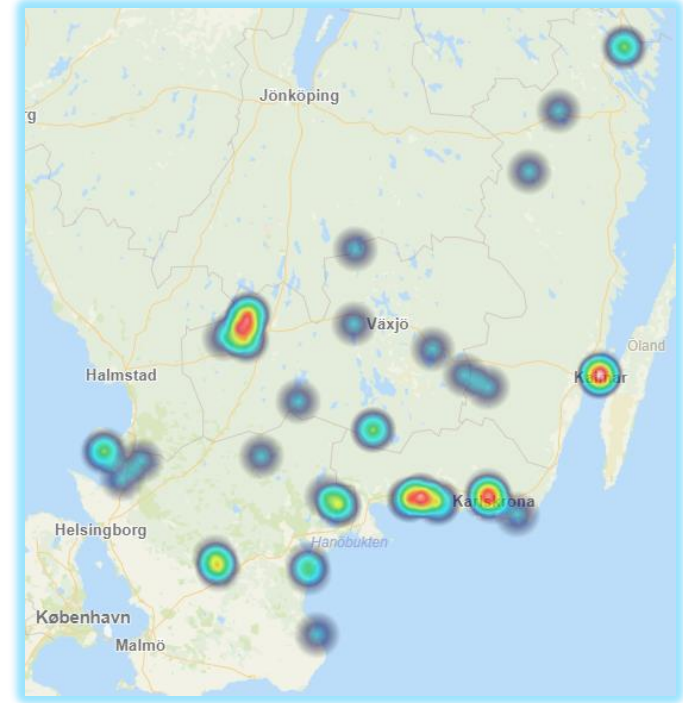 Jönköping
g
Växjö
Öland
Halmstad
Kalmar
Karlskrona
Helsingborg
Hanöbukten
København
Malmö